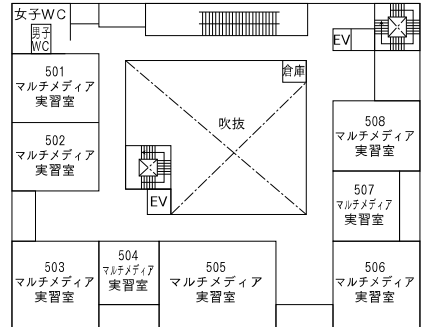 女子WC
男子
WC
EV
501
マルチメディア
実習室
倉庫
吹抜
502
マルチメディア
実習室
508
マルチメディア
実習室
507
マルチメディア
実習室
EV
503
マルチメディア
実習室
504
マルチメディア
実習室
505
マルチメディア
実習室
506
マルチメディア
実習室